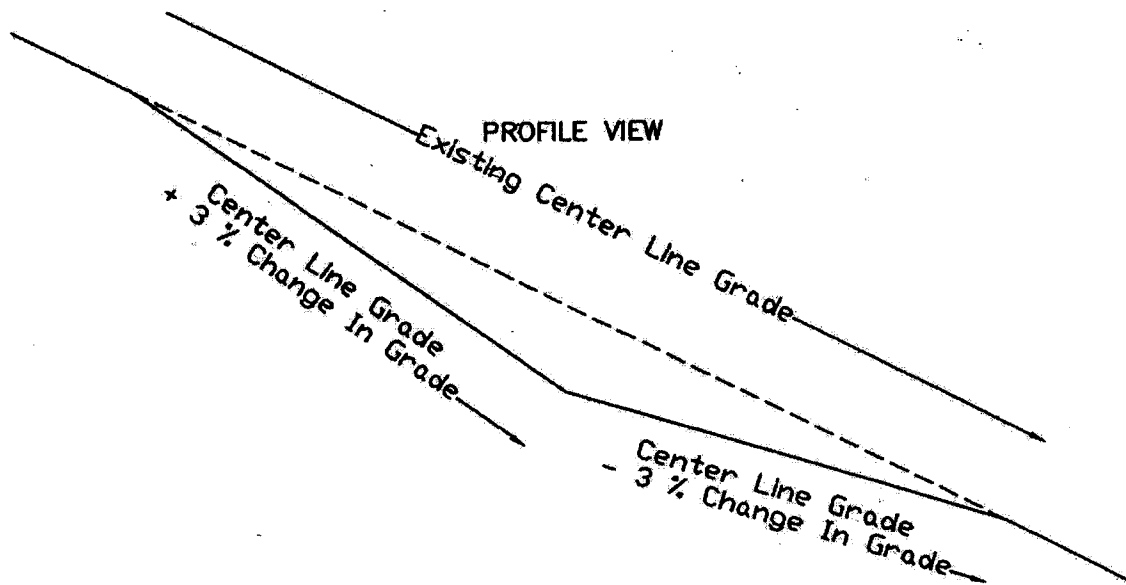 PROFILE VIEW
Existing Center Line Grade
Center Line Grade
+ 3 % Change In Grade
Center Line Grade
- 3 % Change In Grade